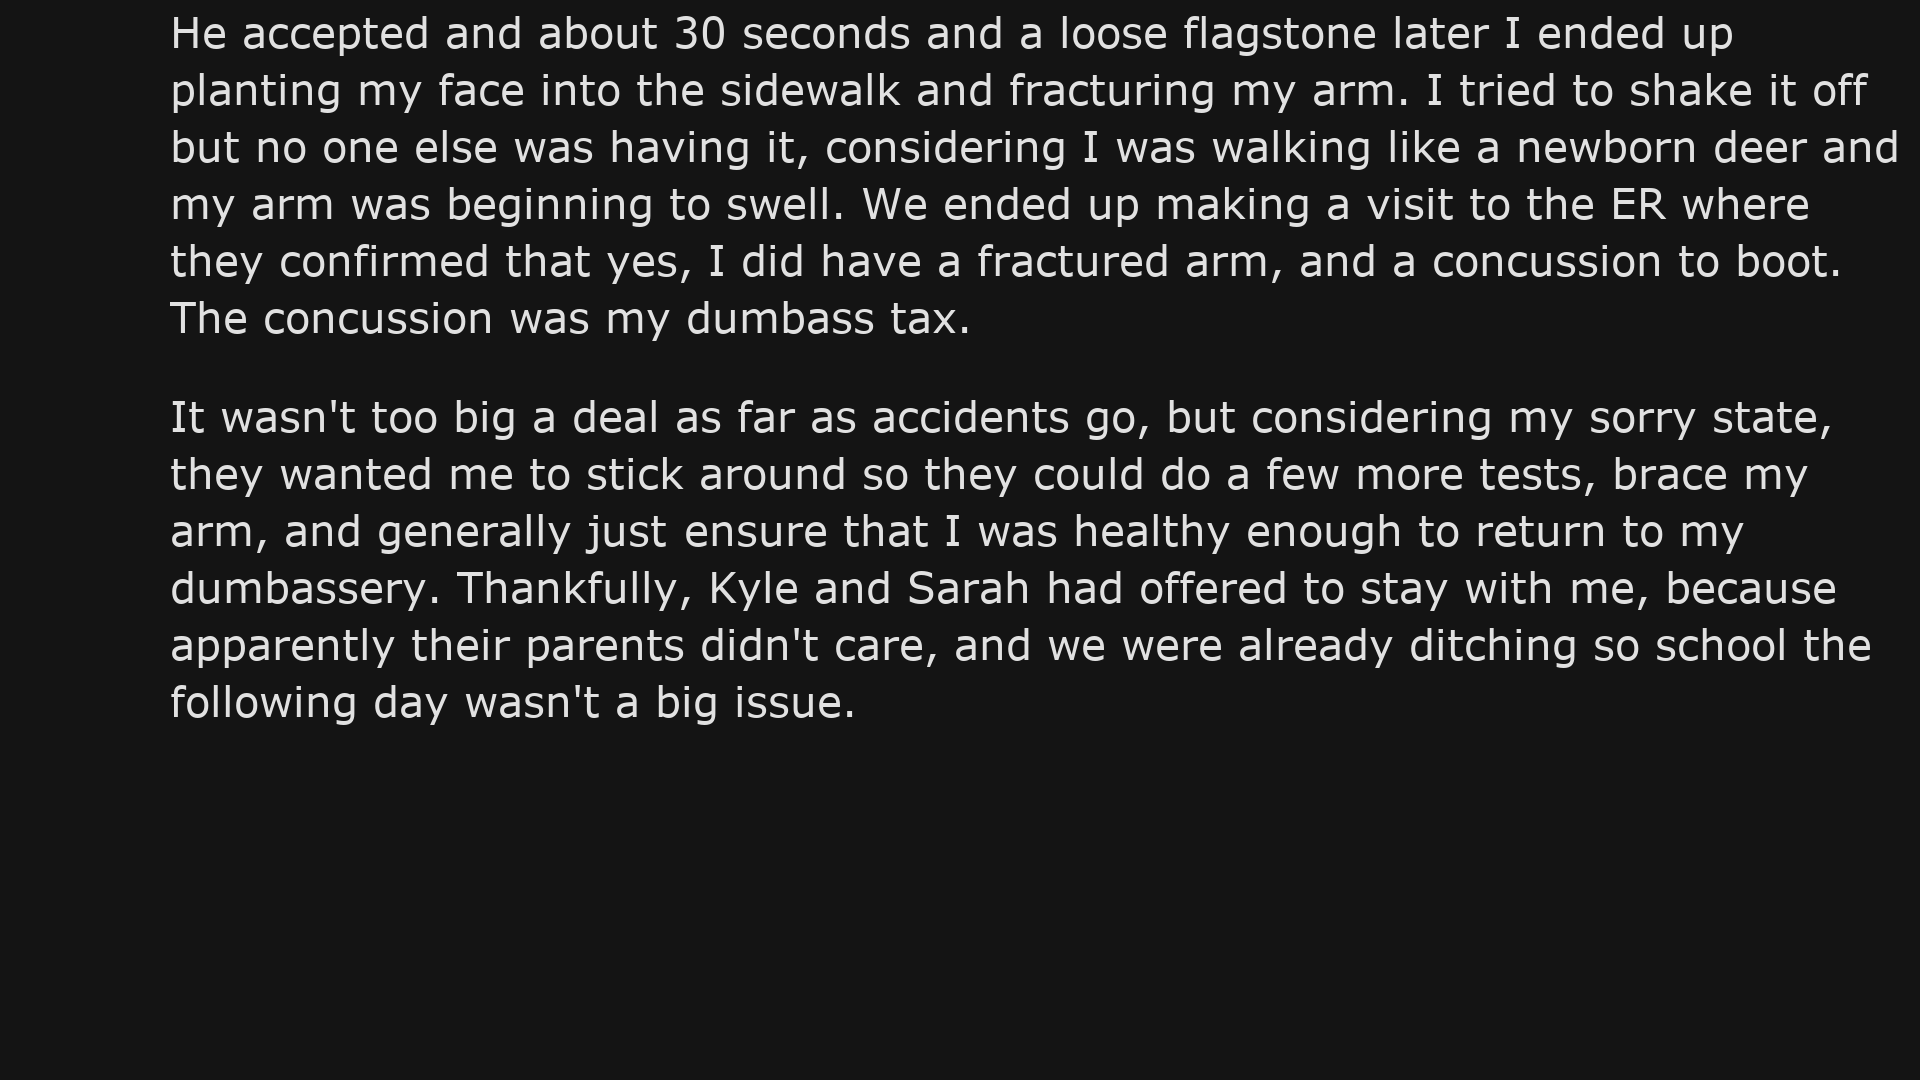 He accepted and about 30 seconds and a loose flagstone later I ended up
planting my face into the sidewalk and fracturing my arm. I tried to shake it off
but no one else was having it, considering I was walking like a newborn deer and
my arm was beginning to swell. We ended up making a visit to the ER where
they confirmed that yes, I did have a fractured arm, and a concussion to boot.
The concussion was my dumbass tax.
It wasn't too big a deal as far as accidents go, but considering my sorry state,
they wanted me to stick around so they could do a few more tests, brace my
arm, and generally just ensure that I was healthy enough to return to my
dumbassery. Thankfully, Kyle and Sarah had offered to stay with me, because
apparently their parents didn't care, and we were already ditching so school the
following day wasn't a big issue.